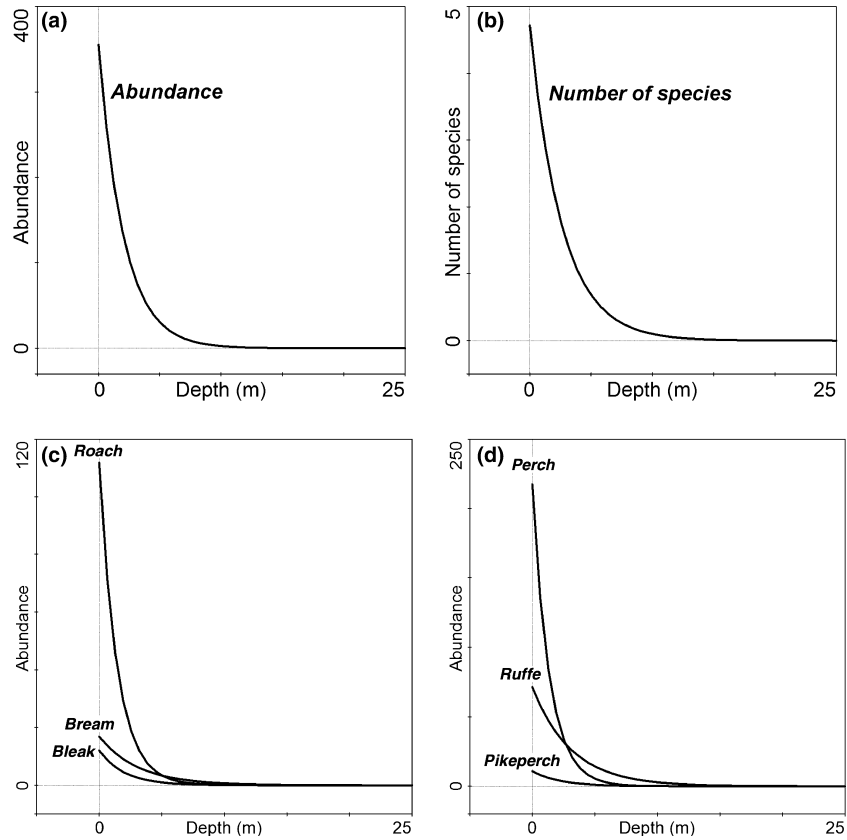 (a)
400
Abundance
Abundance
0
0
Depth (m)
25
(b)
5
Number of species
Number of species
0
0
Depth (m)
25
(c)
120
Roach
Abundance
Bream
Bleak
0
0
Depth (m)
25
(d)
250
Perch
Abundance
Ruffe
Pikeperch
0
0
Depth (m)
25